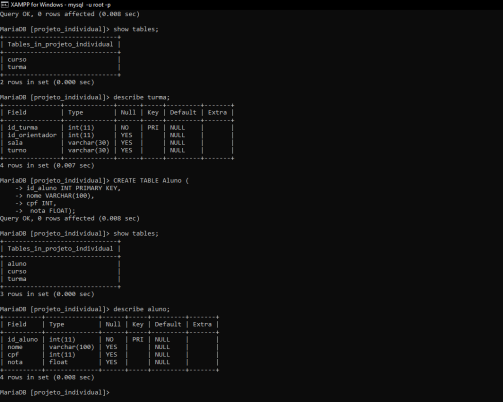 XAMPP for Windows - mysql -u root -p
Query OK, 0 rows affected (0.008 sec)
MariaDB [projeto_individual]> show tables;
+------------------------------+
| Tables_in_projeto_individual |
+------------------------------+
| curso                        |
| turma                        |
+------------------------------+
2 rows in set (0.000 sec)
MariaDB [projeto_individual]> describe turma;
+---------------+-------------+------+-----+---------+-------+
| Field         | Type        | Null | Key | Default | Extra |
+---------------+-------------+------+-----+---------+-------+
| id_turma      | int(11)     | NO   | PRI | NULL    |       |
| id_orientador | int(11)     | YES  |     | NULL    |       |
| sala          | varchar(30) | YES  |     | NULL    |       |
| turno         | varchar(30) | YES  |     | NULL    |       |
+---------------+-------------+------+-----+---------+-------+
4 rows in set (0.007 sec)
MariaDB [projeto_individual]> CREATE TABLE Aluno (
    -> id_aluno INT PRIMARY KEY,
    -> nome VARCHAR(100),
    -> cpf INT,
    ->  nota FLOAT);
Query OK, 0 rows affected (0.008 sec)
MariaDB [projeto_individual]> show tables;
+------------------------------+
| Tables_in_projeto_individual |
+------------------------------+
| aluno                        |
| curso                        |
| turma                        |
+------------------------------+
3 rows in set (0.000 sec)
MariaDB [projeto_individual]> describe aluno;
+----------+--------------+------+-----+---------+-------+
| Field    | Type         | Null | Key | Default | Extra |
+----------+--------------+------+-----+---------+-------+
| id_aluno | int(11)      | NO   | PRI | NULL    |       |
| nome     | varchar(100) | YES  |     | NULL    |       |
| cpf      | int(11)      | YES  |     | NULL    |       |
| nota     | float        | YES  |     | NULL    |       |
+----------+--------------+------+-----+---------+-------+
4 rows in set (0.008 sec)
MariaDB [projeto_individual]>